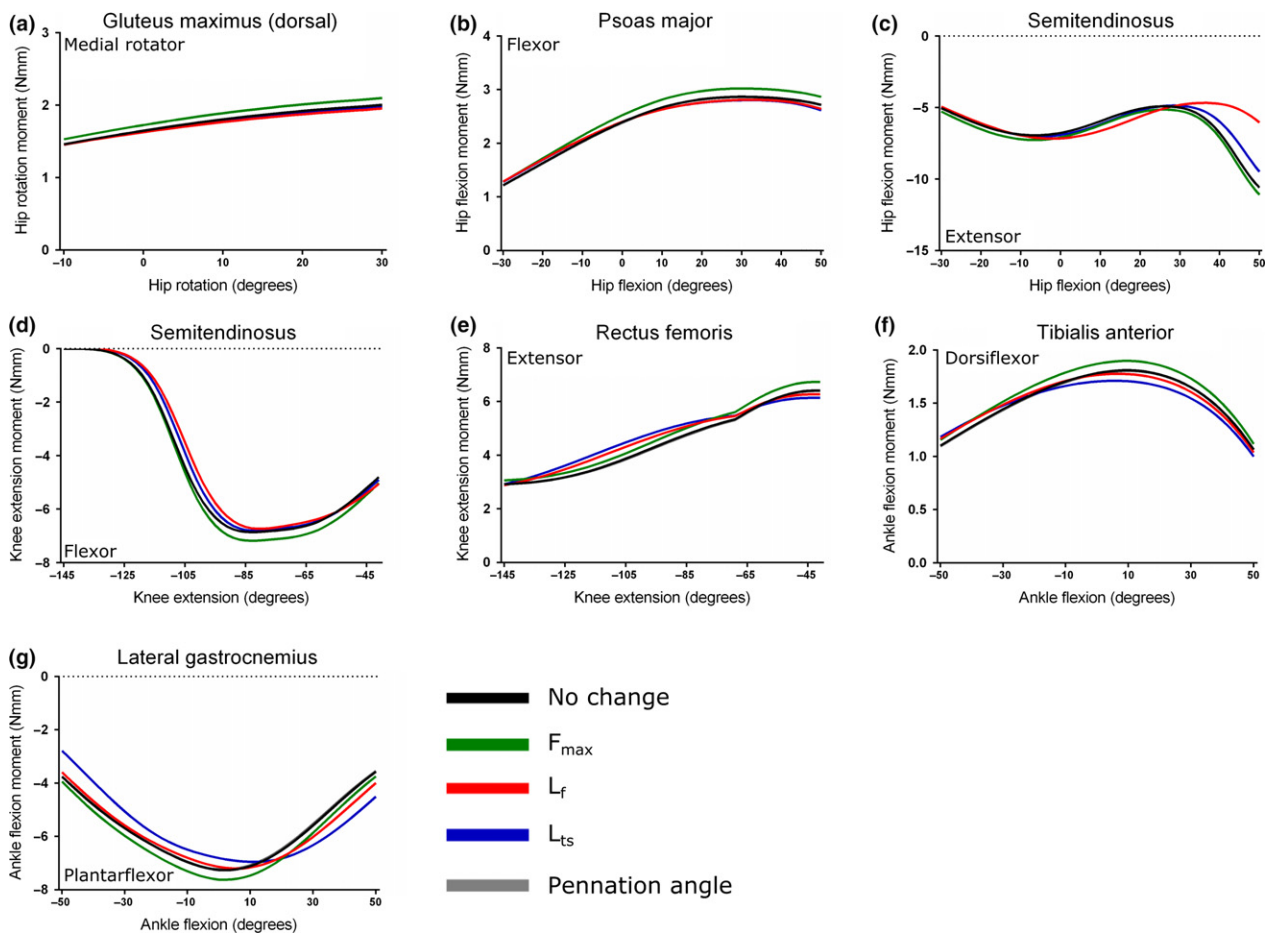 (a) Gluteus maximus (dorsal)
Medial rotator
Hip rotation moment (Nmm)
3
2
1
0
−10 0 10 20 30
Hip rotation (degrees)
(b) Psoas major
Flexor
Hip flexion moment (Nmm)
4
3
2
1
0
−30 −20 −10 0 10 20 30 40 50
Hip flexion (degrees)
(c) Semitendinosus
Hip flexion moment (Nmm)
0
−5
−10
−15
Extensor
−30 −20 −10 0 10 20 30 40 50
Hip flexion (degrees)
(d) Semitendinosus
Knee extension moment (Nmm)
0
−2
−4
−6
−8
Flexor
−145 −125 −105 −85 −65 −45
Knee extension (degrees)
(e) Rectus femoris
Extensor
Knee extension moment (Nmm)
8
6
4
2
0
−145 −125 −105 −85 −65 −45
Knee extension (degrees)
(f) Tibialis anterior
Dorsiflexor
Ankle flexion moment (Nmm)
2.0
1.5
1.0
0.5
0.0
−50 −30 −10 10 30 50
Ankle flexion (degrees)
(g) Lateral gastrocnemius
Ankle flexion moment (Nmm)
0
−2
−4
−6
−8
Plantarflexor
−50 −30 −10 10 30 50
Ankle flexion (degrees)
No change
Fmax
Lf
Lts
Pennation angle